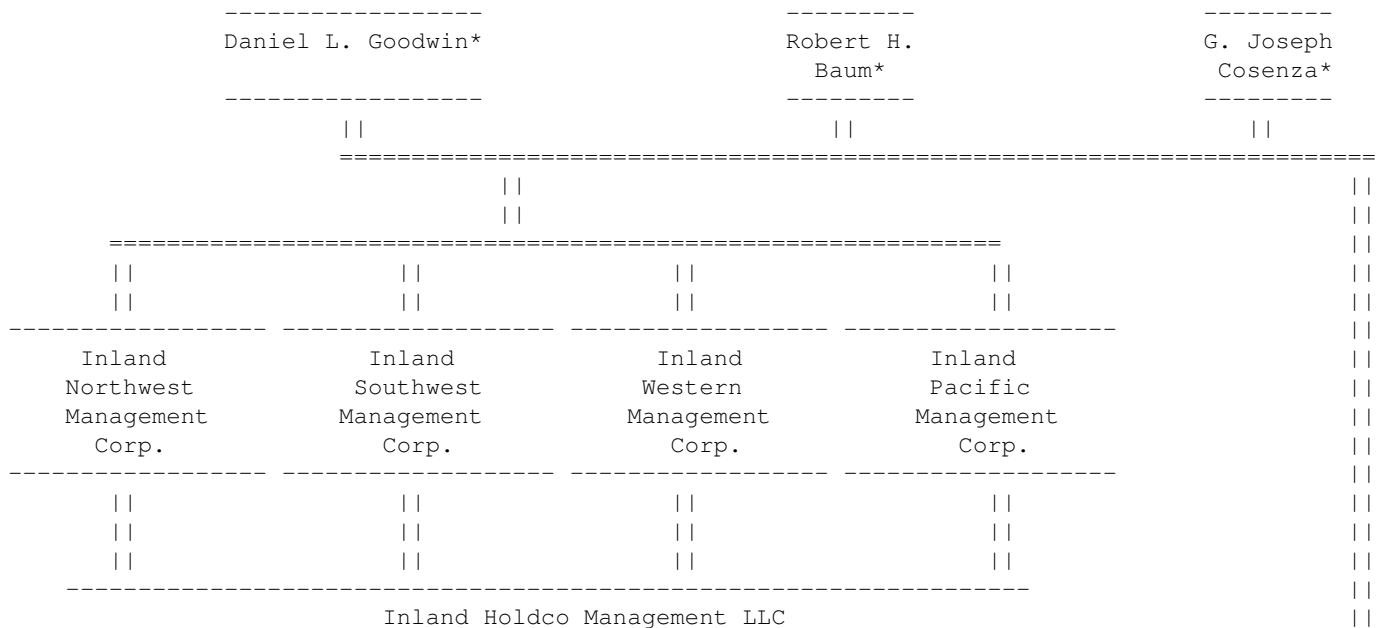 Daniel L. Goodwin* Robert H. G. Joseph
Baum* Cosenza*
Inland Inland Inland Inland
Northwest Southwest Western Pacific
Management Management Management Management
Corp. Corp. Corp. Corp.
Inland Holdco Management LLC